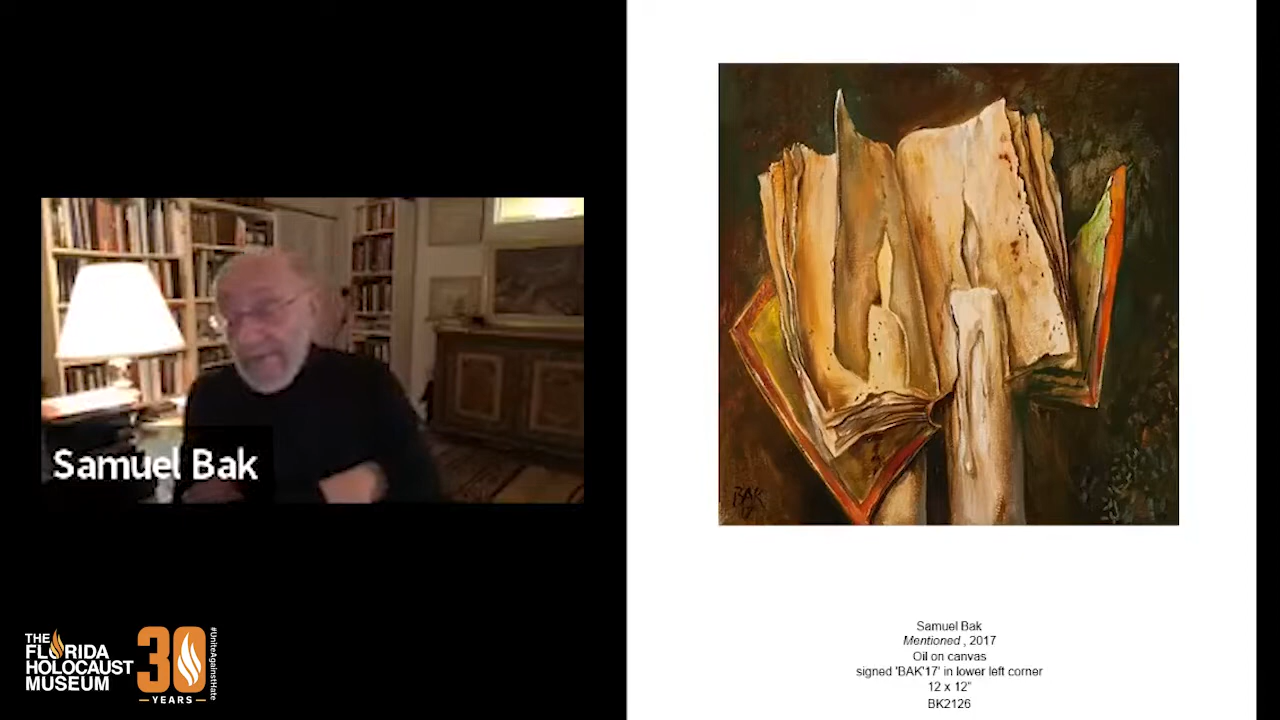 Samuel Bak
THE
FLORIDA
HOLOCAUST
MUSEUM
30
YEARS
#UniteAgainstHate
BAK
17
Samuel Bak
Mentioned , 2017
Oil on canvas
signed 'BAK'17' in lower left corner
12 x 12"
BK2126